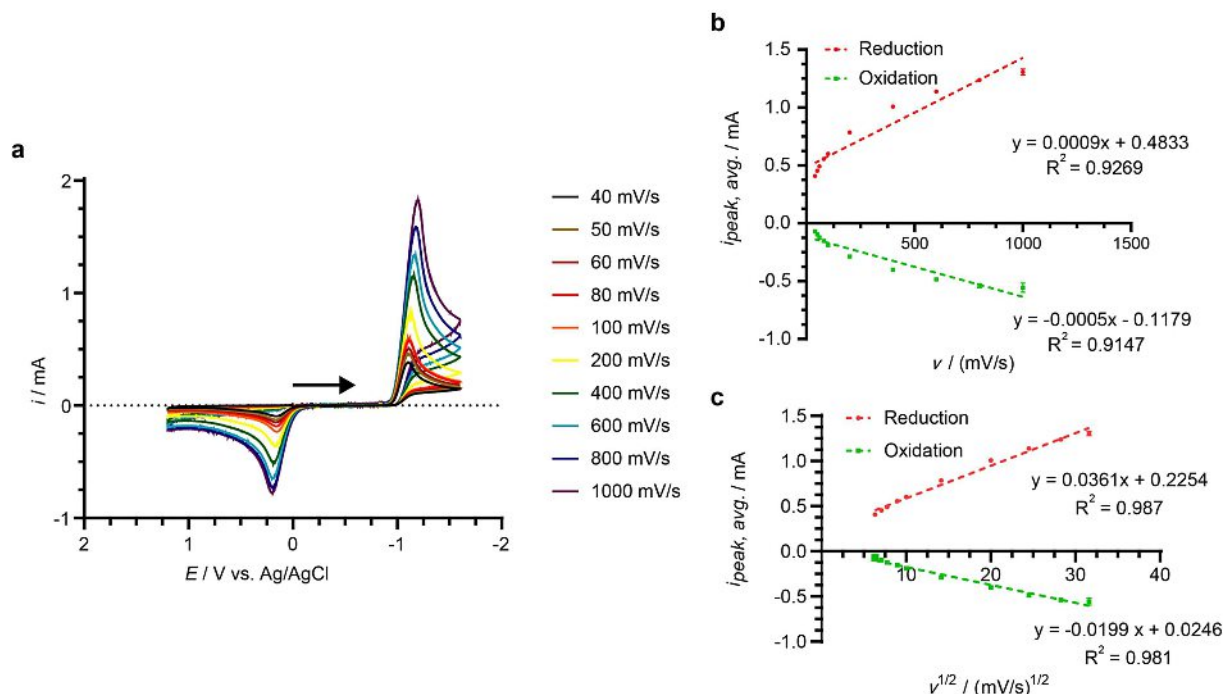 a
2
1
0
-1
i / mA
2
1
0
-1
-2
E / V vs. Ag/AgCl
40 mV/s
50 mV/s
60 mV/s
80 mV/s
100 mV/s
200 mV/s
400 mV/s
600 mV/s
800 mV/s
1000 mV/s
b
Reduction
Oxidation
1.5
1.0
0.5
0.0
-0.5
-1.0
i_peak, avg. / mA
500
1000
1500
y = 0.0009x + 0.4833
R² = 0.9269
y = -0.0005x - 0.1179
R² = 0.9147
v / (mV/s)
c
Reduction
Oxidation
1.5
1.0
0.5
0.0
-0.5
-1.0
i_peak, avg. / mA
10
20
30
40
y = 0.0361x + 0.2254
R² = 0.987
y = -0.0199 x + 0.0246
R² = 0.981
v^1/2 / (mV/s)^1/2